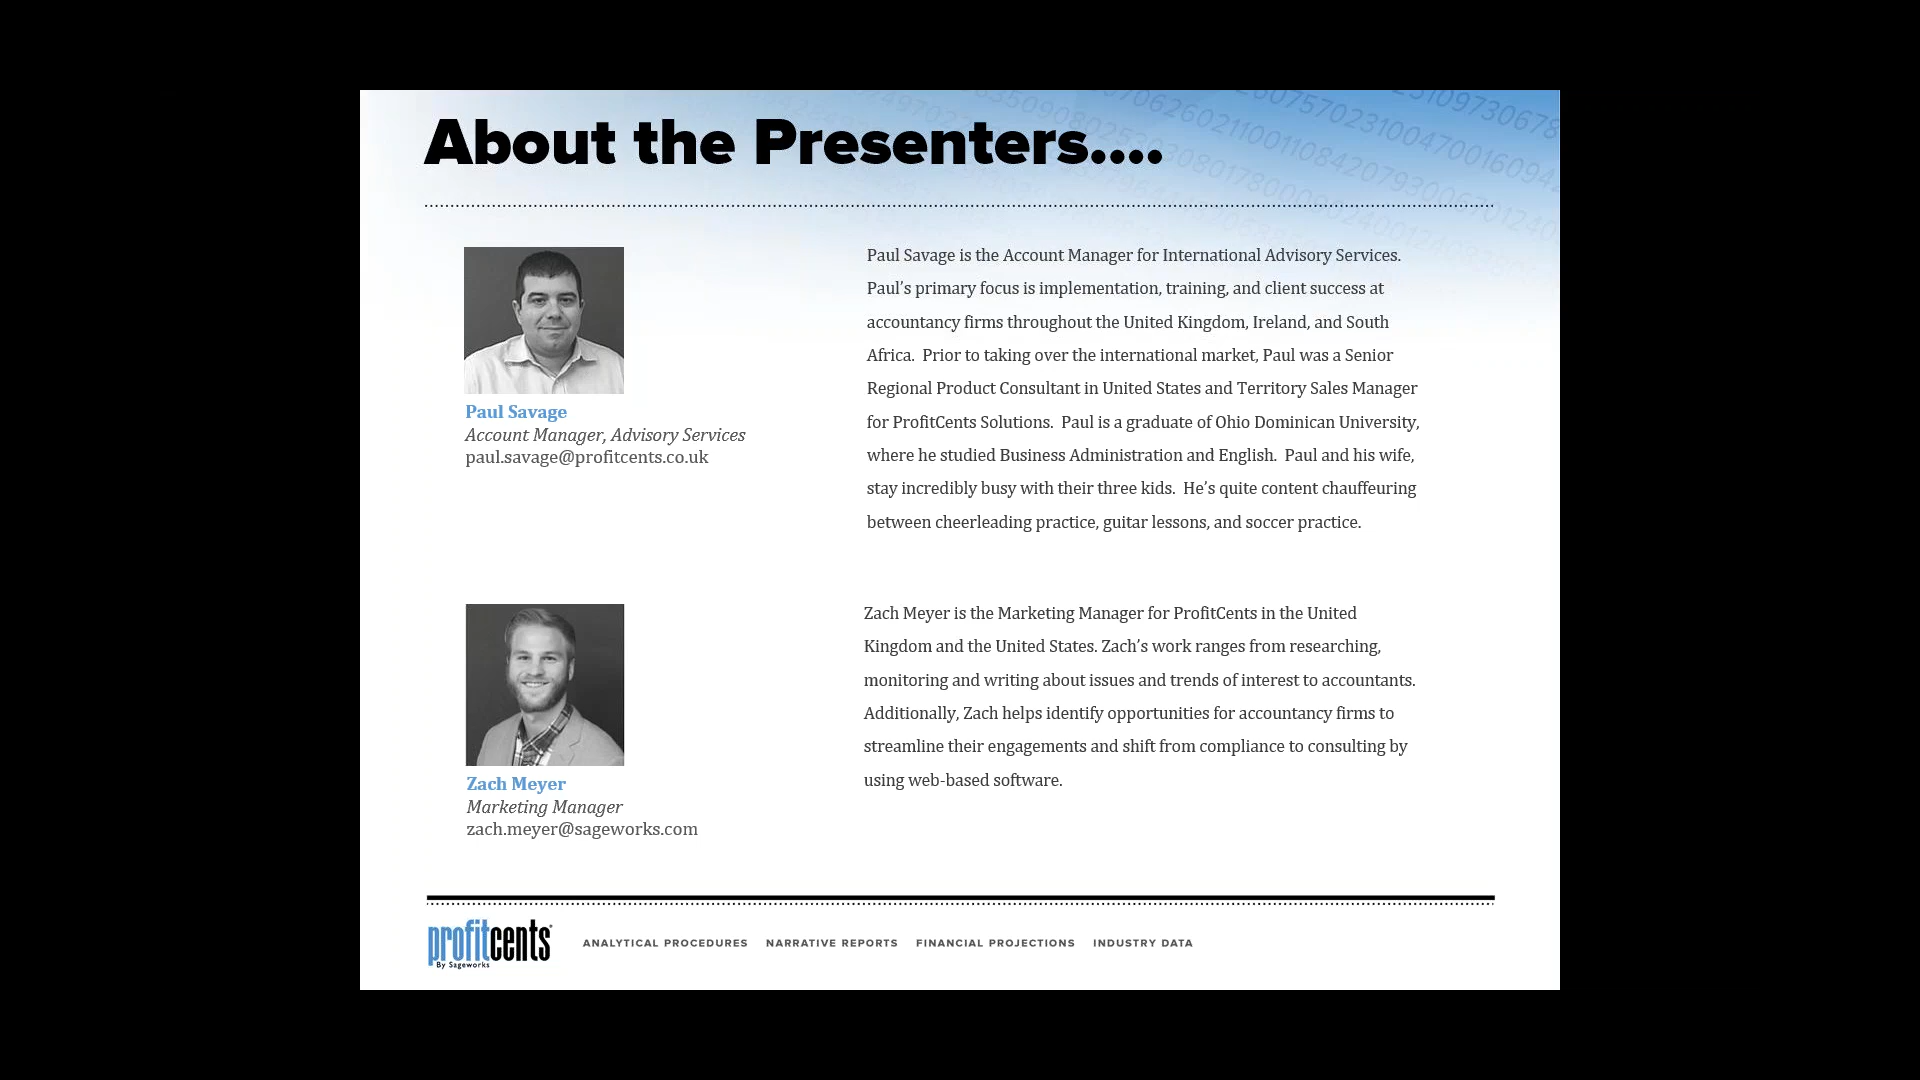 About the Presenters....
Paul Savage
Account Manager, Advisory Services
paul.savage@profitcents.co.uk
Paul Savage is the Account Manager for International Advisory Services.
Paul’s primary focus is implementation, training, and client success at
accountancy firms throughout the United Kingdom, Ireland, and South
Africa.  Prior to taking over the international market, Paul was a Senior
Regional Product Consultant in United States and Territory Sales Manager
for ProfitCents Solutions.  Paul is a graduate of Ohio Dominican University,
where he studied Business Administration and English.  Paul and his wife,
stay incredibly busy with their three kids.  He’s quite content chauffeuring
between cheerleading practice, guitar lessons, and soccer practice.
Zach Meyer
Marketing Manager
zach.meyer@sageworks.com
Zach Meyer is the Marketing Manager for ProfitCents in the United
Kingdom and the United States. Zach’s work ranges from researching,
monitoring and writing about issues and trends of interest to accountants.
Additionally, Zach helps identify opportunities for accountancy firms to
streamline their engagements and shift from compliance to consulting by
using web-based software.
profitcents®
By Sageworks
ANALYTICAL PROCEDURES NARRATIVE REPORTS FINANCIAL PROJECTIONS INDUSTRY DATA